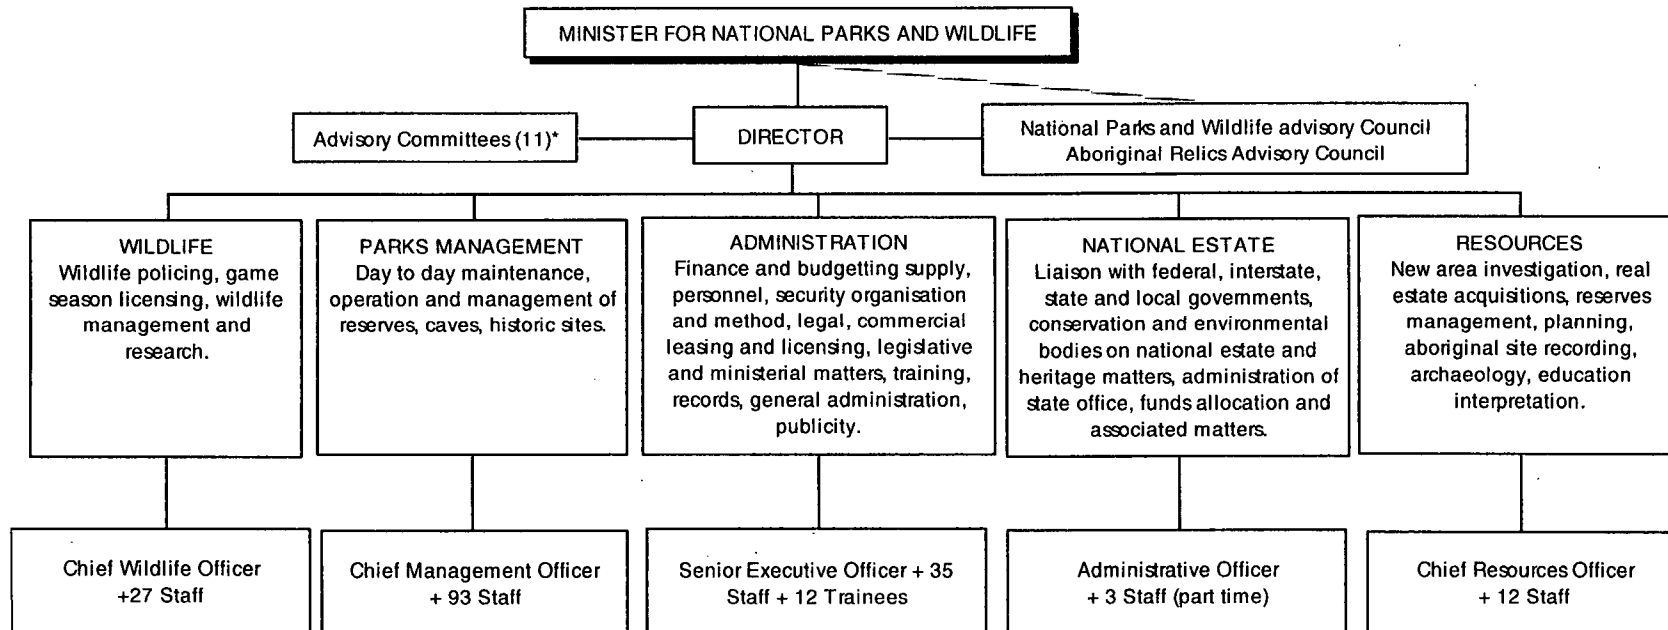 MINISTER FOR NATIONAL PARKS AND WILDLIFE
Advisory Committees (11)*
DIRECTOR
National Parks and Wildlife advisory Council
Aboriginal Relics Advisory Council
WILDLIFE
Wildlife policing, game
season licensing, wildlife
management and
research.
PARKS MANAGEMENT
Day to day maintenance,
operation and management of
reserves, caves, historic sites.
ADMINISTRATION
Finance and budgetting supply,
personnel, security organisation
and method, legal, commercial
leasing and licensing, legislative
and ministerial matters, training,
records, general administration,
publicity.
NATIONAL ESTATE
Liaison with federal, interstate,
state and local governments,
conservation and environmental
bodies on national estate and
heritage matters, administration of
state office, funds allocation and
associated matters.
RESOURCES
New area investigation, real
estate acquisitions, reserves
management, planning,
aboriginal site recording,
archaeology, education
interpretation.
Chief Wildlife Officer
+27 Staff
Chief Management Officer
+ 93 Staff
Senior Executive Officer + 35
Staff + 12 Trainees
Administrative Officer
+ 3 Staff (part time)
Chief Resources Officer
+ 12 Staff